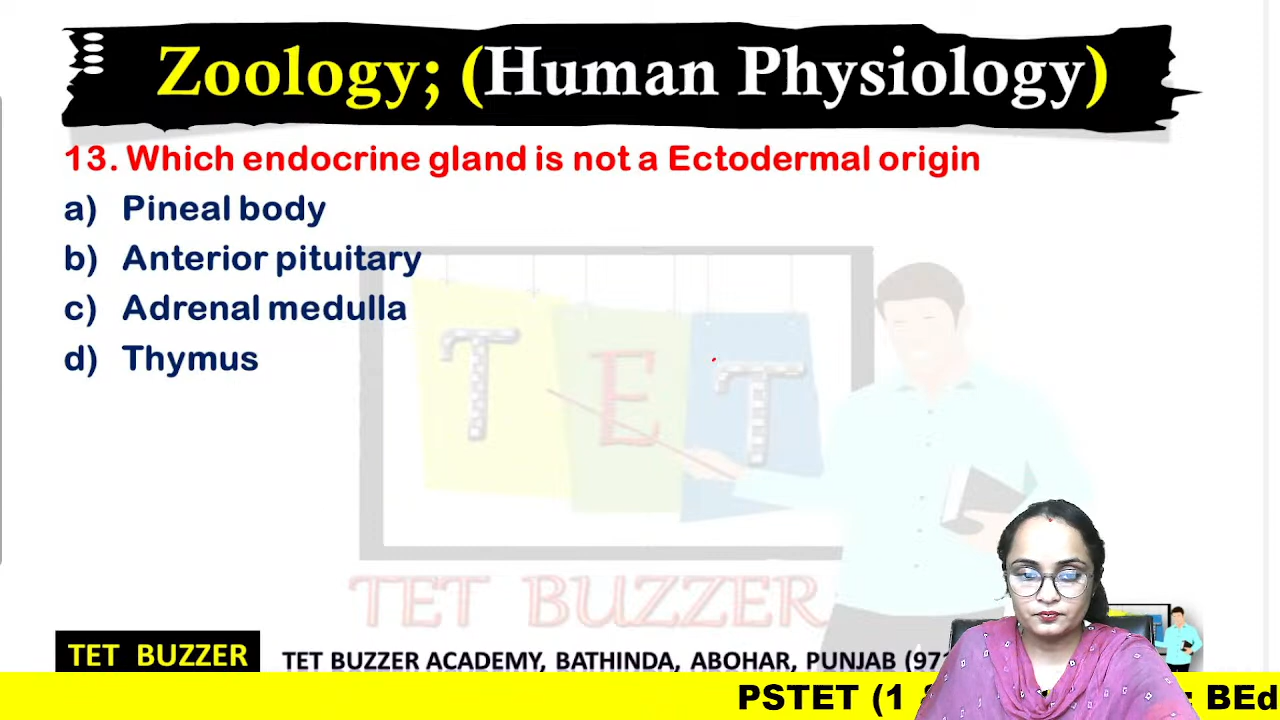 Zoology; (Human Physiology)
13. Which endocrine gland is not a Ectodermal origin
a) Pineal body
b) Anterior pituitary
c) Adrenal medulla
d) Thymus
T E T
TET BUZZER
TET BUZZER
TET BUZZER ACADEMY, BATHINDA, ABOHAR, PUNJAB (97
PSTET (1 : BEd